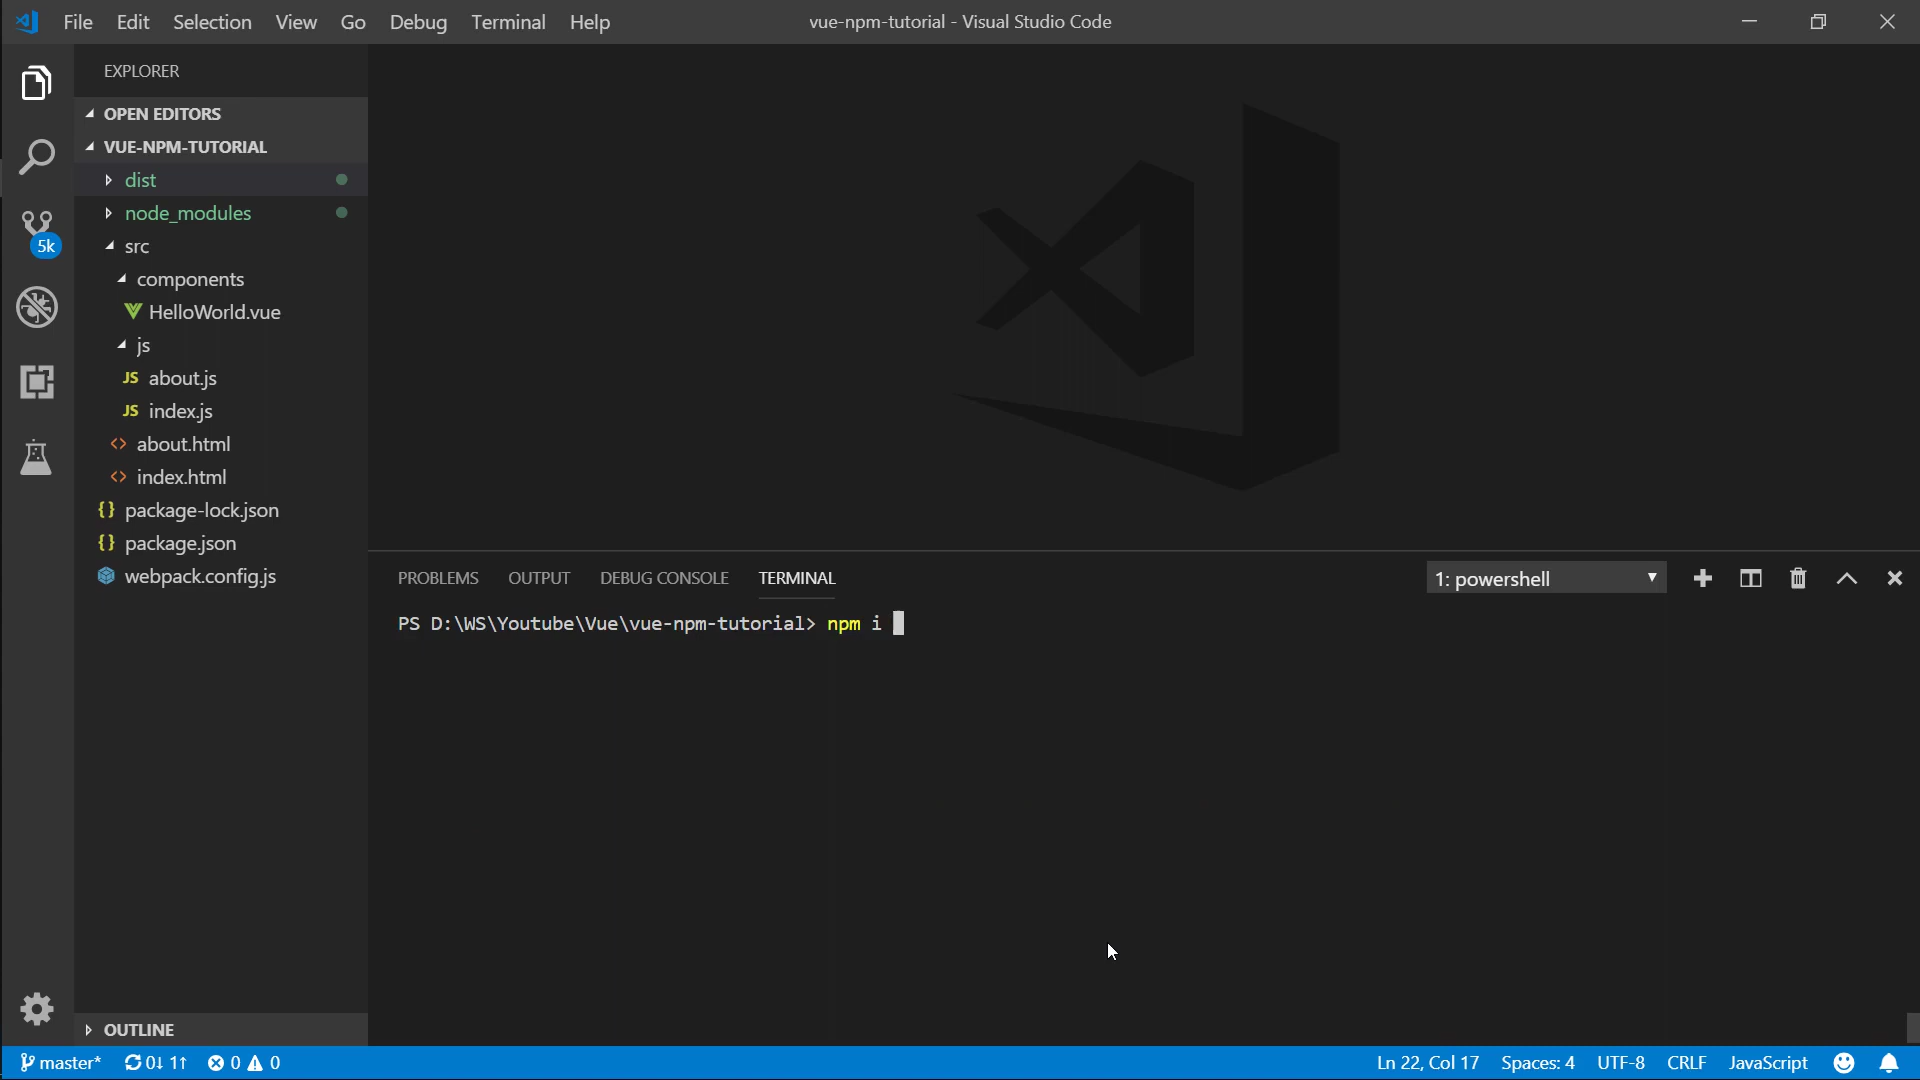 File Edit Selection View Go Debug Terminal Help
vue-npm-tutorial - Visual Studio Code
EXPLORER
OPEN EDITORS
VUE-NPM-TUTORIAL
dist
node_modules
5k
src
components
HelloWorld.vue
js
JS about.js
JS index.js
<> about.html
<> index.html
{} package-lock.json
{} package.json
webpack.config.js
OUTLINE
PROBLEMS OUTPUT DEBUG CONSOLE TERMINAL
1: powershell
PS D:\WS\Youtube\Vue\vue-npm-tutorial> npm i
master* 0↓ 1↑ 0 0
Ln 22, Col 17 Spaces: 4 UTF-8 CRLF JavaScript